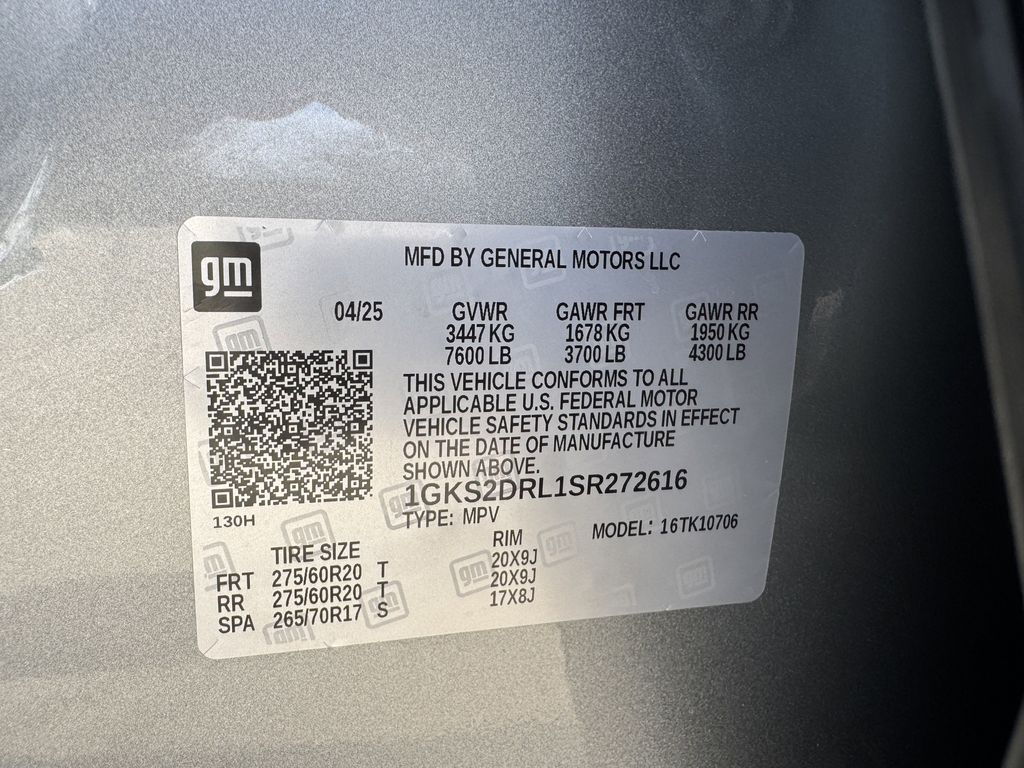 gm
MFD BY GENERAL MOTORS LLC
04/25 GVWR GAWR FRT GAWR RR
3447 KG 1678 KG 1950 KG
7600 LB 3700 LB 4300 LB
THIS VEHICLE CONFORMS TO ALL
APPLICABLE U.S. FEDERAL MOTOR
VEHICLE SAFETY STANDARDS IN EFFECT
ON THE DATE OF MANUFACTURE
SHOWN ABOVE.
1GKS2DRL1SR272616
130H
TYPE: MPV MODEL: 16TK10706
TIRE SIZE RIM
FRT 275/60R20 T 20X9J
RR 275/60R20 T 20X9J
SPA 265/70R17 S 17X8J